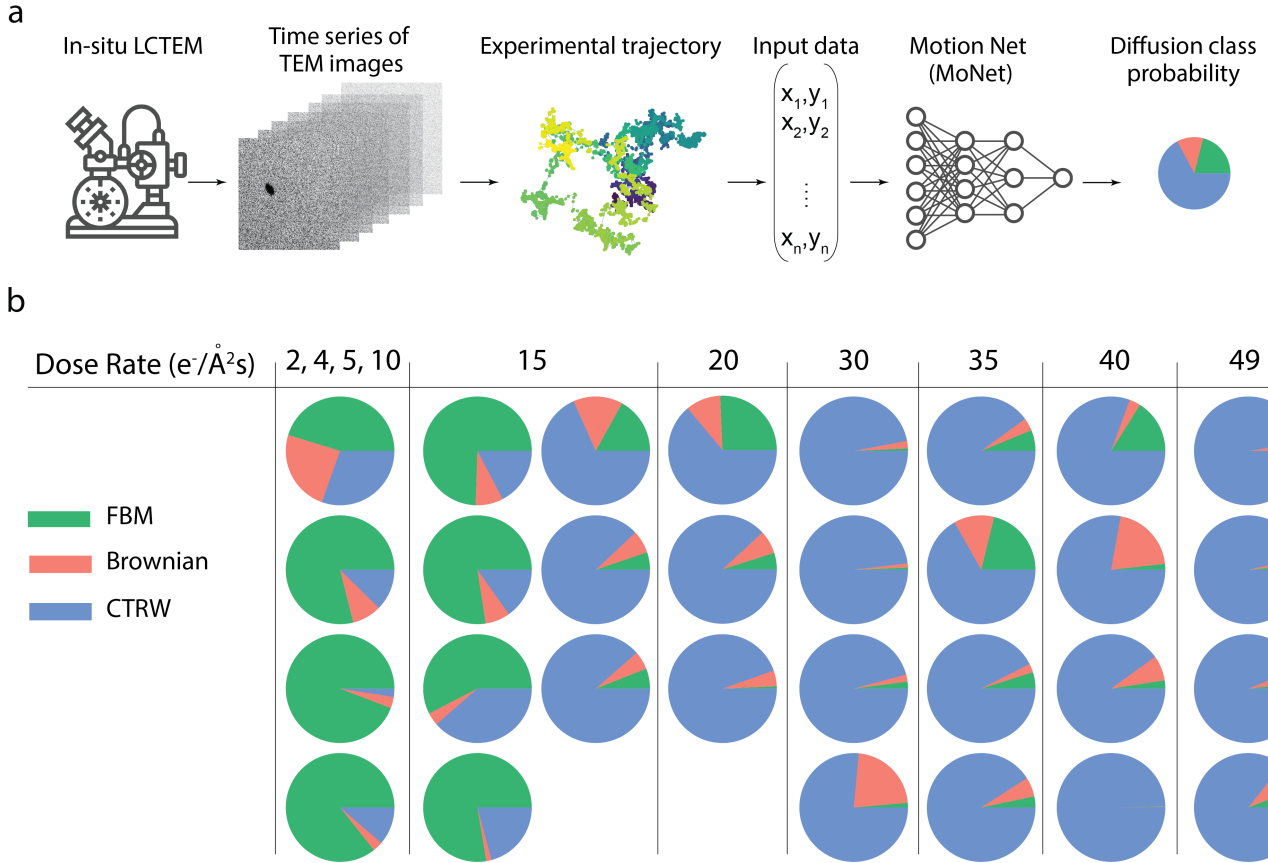 a
In-situ LCTEM
Time series of
TEM images
Experimental trajectory
Input data
x₁,y₁
x₂,y₂
⋮
xₙ,yₙ
Motion Net
(MoNet)
Diffusion class
probability
b
Dose Rate (e⁻/Å²s)
2, 4, 5, 10
15
20
30
35
40
49
FBM
Brownian
CTRW